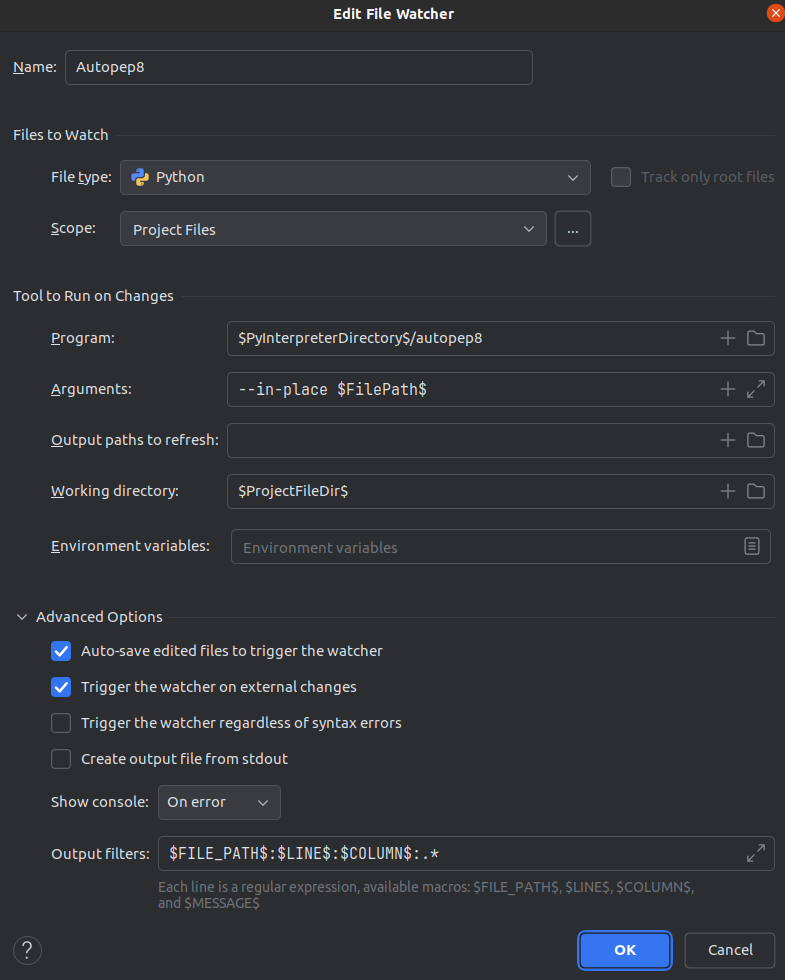 Edit File Watcher
Name: Autopep8
Files to Watch
File type: Python Track only root files
Scope: Project Files ...
Tool to Run on Changes
Program: $PyInterpreterDirectory$/autopep8
Arguments: --in-place $FilePath$
Output paths to refresh:
Working directory: $ProjectFileDir$
Environment variables: Environment variables
Advanced Options
Auto-save edited files to trigger the watcher
Trigger the watcher on external changes
Trigger the watcher regardless of syntax errors
Create output file from stdout
Show console: On error
Output filters: $FILE_PATH$:$LINE$:$COLUMN$:.*
Each line is a regular expression, available macros: $FILE_PATH$, $LINE$, $COLUMN$,
and $MESSAGE$
? OK Cancel